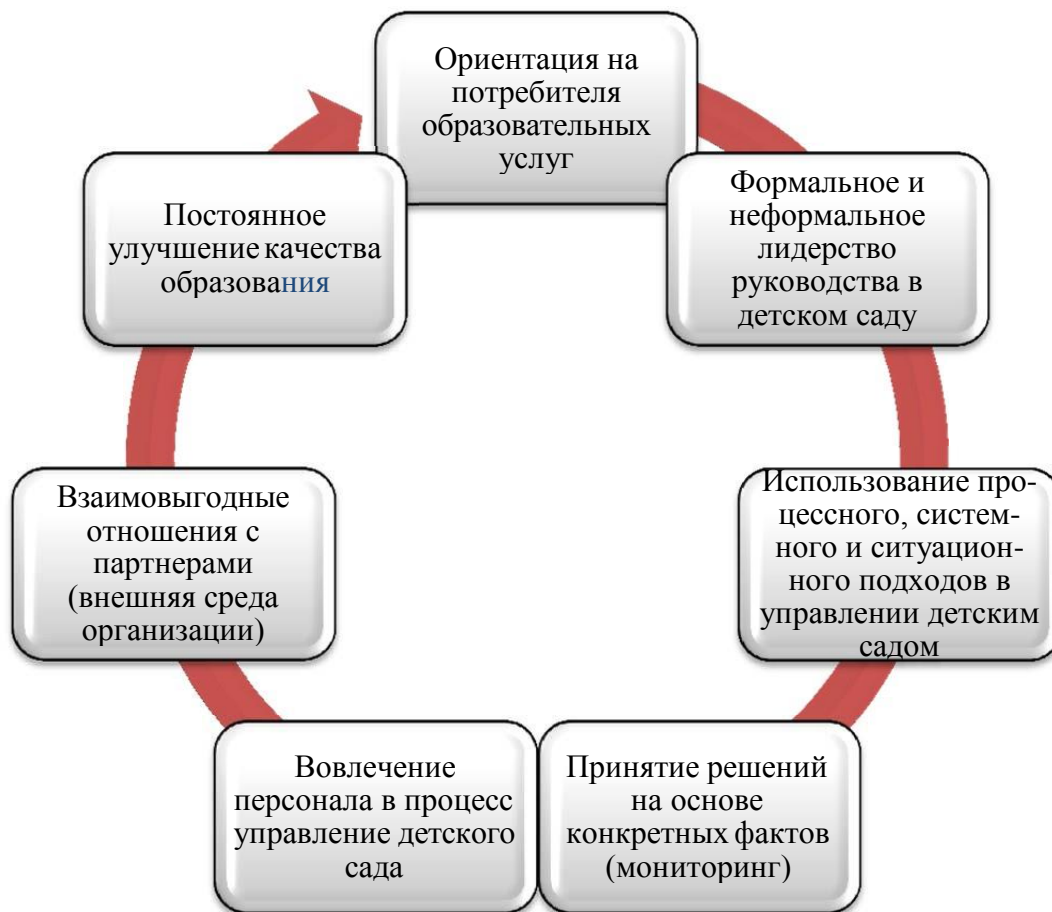 Ориентация на
потребителя
образовательных
услуг
Формальное и
неформальное
лидерство
руководства в
детском саду
Использование про-
цессного, систем-
ного и ситуацион-
ного подходов в
управлении детским
садом
Принятие решений
на основе
конкретных фактов
(мониторинг)
Вовлечение
персонала в процесс
управление детского
сада
Взаимовыгодные
отношения с
партнерами
(внешняя среда
организации)
Постоянное
улучшение качества
образования